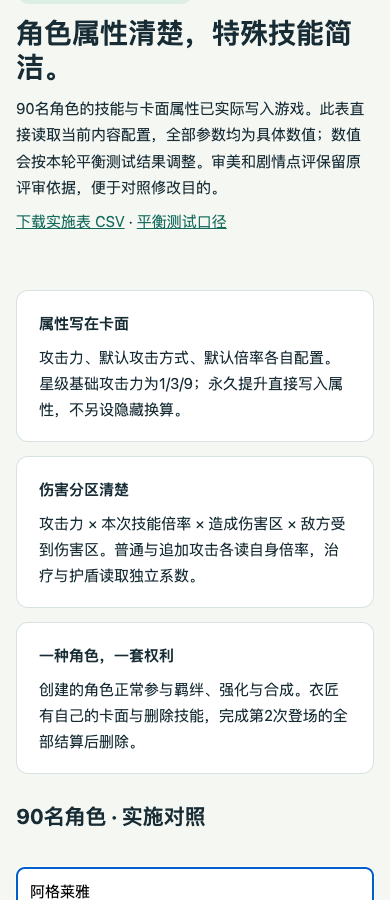 角色属性清楚，特殊技能简
洁。
90名角色的技能与卡面属性已实际写入游戏。此表直
接读取当前内容配置，全部参数均为具体数值；数值
会按本轮平衡测试结果调整。审美和剧情点评保留原
评审依据，便于对照修改目的。
下载实施表 CSV · 平衡测试口径
属性写在卡面
攻击力、默认攻击方式、默认倍率各自配置。
星级基础攻击力为1/3/9；永久提升直接写入属
性，不另设隐藏换算。
伤害分区清楚
攻击力 × 本次技能倍率 × 造成伤害区 × 敌方受
到伤害区。普通与追加攻击各读自身倍率，治
疗与护盾读取独立系数。
一种角色，一套权利
创建的角色正常参与羁绊、强化与合成。衣匠
有自己的卡面与删除技能，完成第2次登场的全
部结算后删除。
90名角色 · 实施对照
阿格莱雅